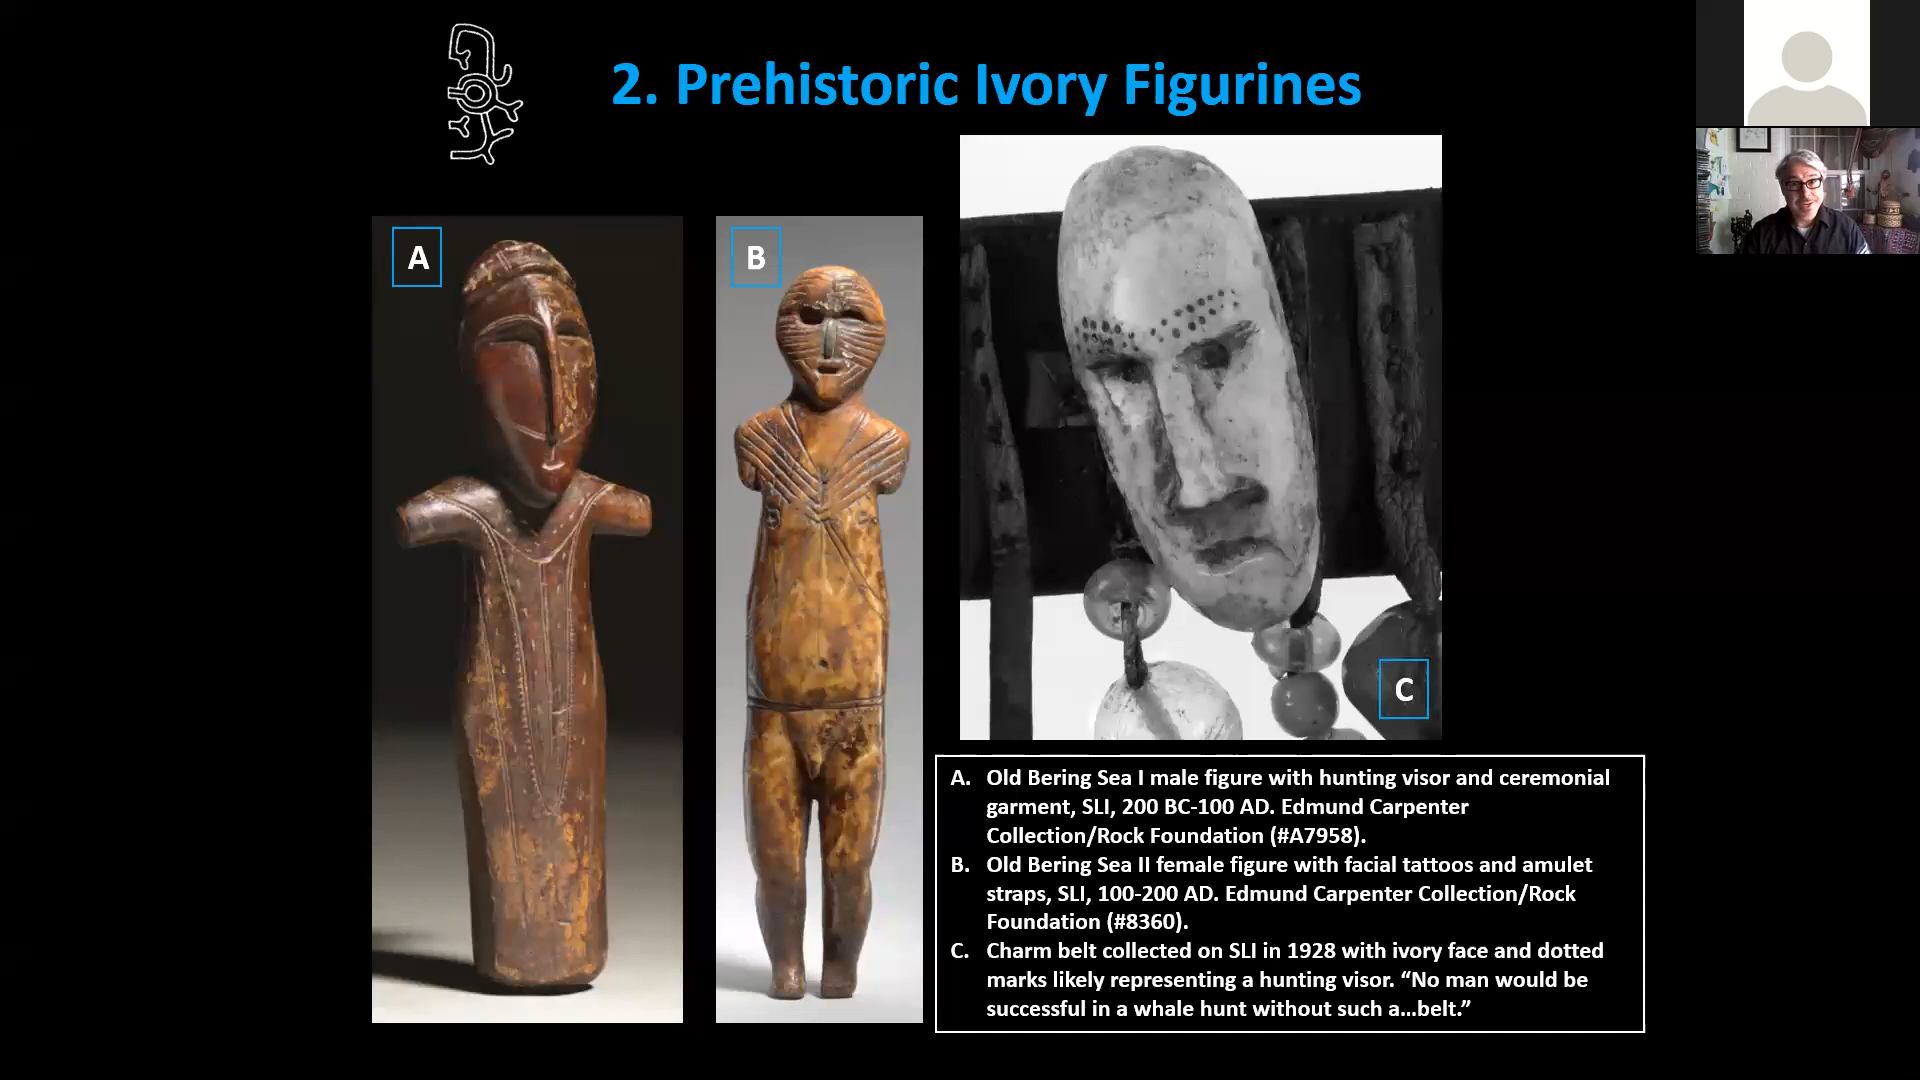 2. Prehistoric Ivory Figurines
A
B
C
A. Old Bering Sea I male figure with hunting visor and ceremonial
garment, SLI, 200 BC-100 AD. Edmund Carpenter
Collection/Rock Foundation (#A7958).
B. Old Bering Sea II female figure with facial tattoos and amulet
straps, SLI, 100-200 AD. Edmund Carpenter Collection/Rock
Foundation (#8360).
C. Charm belt collected on SLI in 1928 with ivory face and dotted
marks likely representing a hunting visor. “No man would be
successful in a whale hunt without such a…belt.”